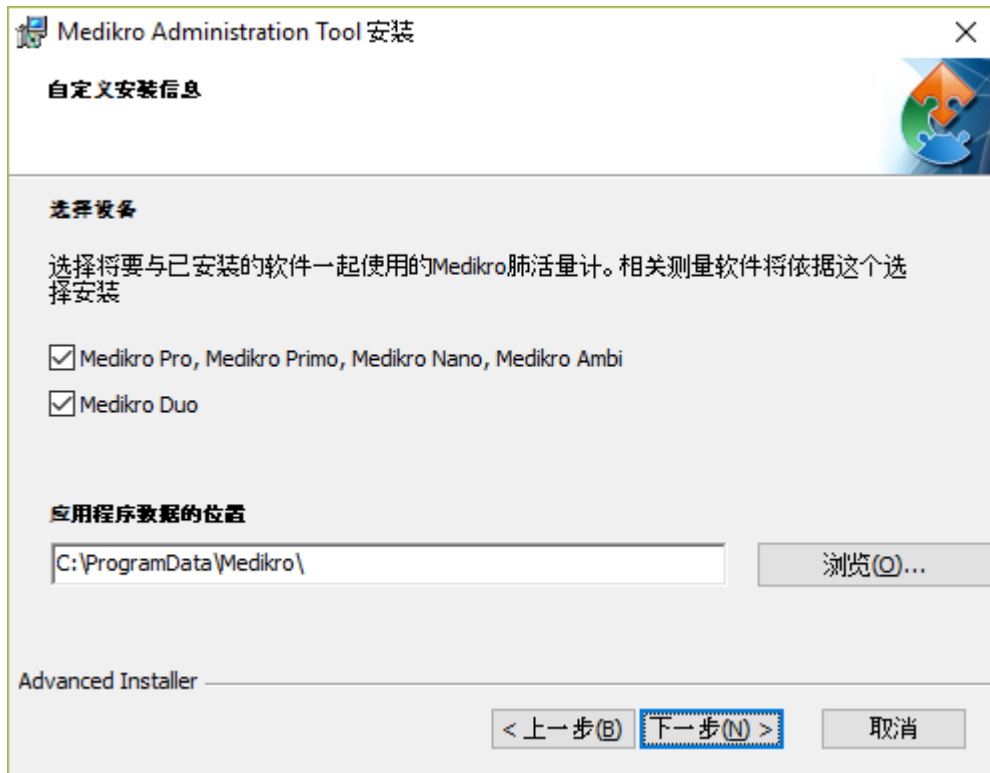 Medikro Administration Tool 安装
自定义安装信息
选择设备
选择将要与已安装的软件一起使用的Medikro肺活量计。相关测量软件将依据这个选
择安装
Medikro Pro, Medikro Primo, Medikro Nano, Medikro Ambi
Medikro Duo
应用程序数据的位置
C:\ProgramData\Medikro\
浏览(O)...
Advanced Installer
< 上一步(B)
下一步(N) >
取消